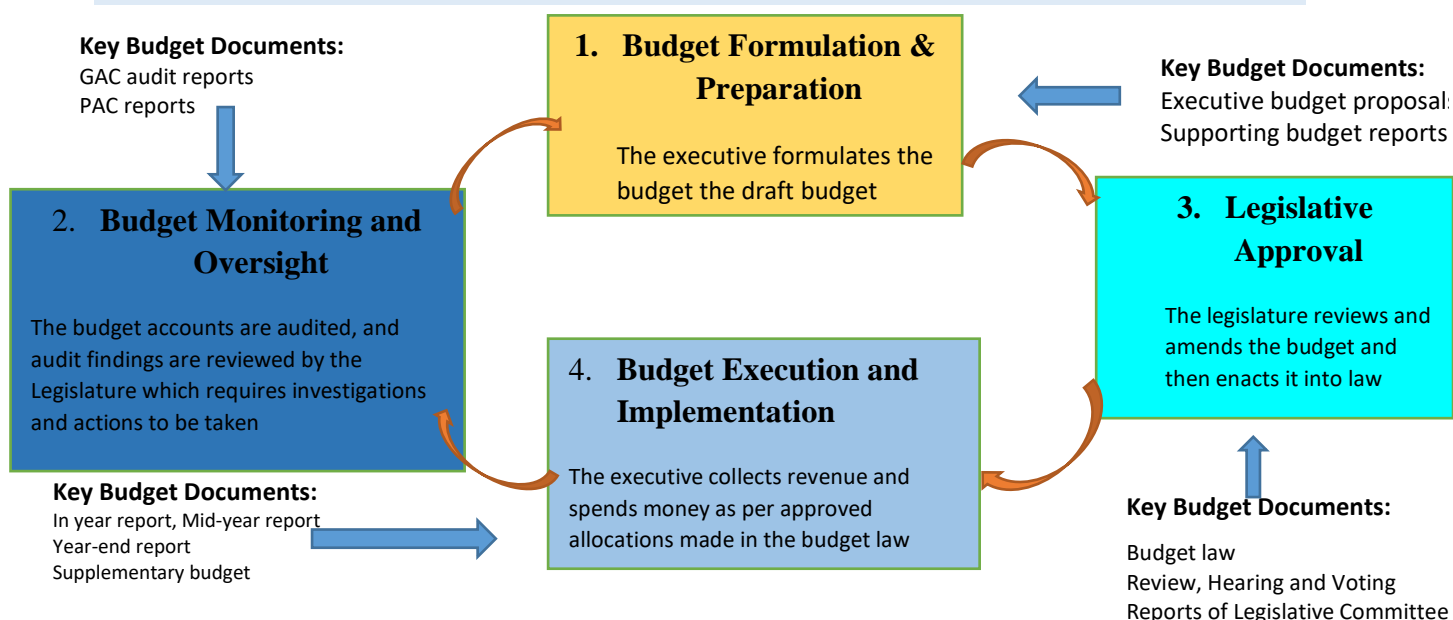 Key Budget Documents:
GAC audit reports
PAC reports
1. Budget Formulation &
Preparation
The executive formulates the
budget the draft budget
Key Budget Documents:
Executive budget proposals
Supporting budget reports
2. Budget Monitoring and
Oversight
The budget accounts are audited, and
audit findings are reviewed by the
Legislature which requires investigations
and actions to be taken
3. Legislative
Approval
The legislature reviews and
amends the budget and
then enacts it into law
4. Budget Execution and
Implementation
The executive collects revenue and
spends money as per approved
allocations made in the budget law
Key Budget Documents:
In year report, Mid-year report
Year-end report
Supplementary budget
Key Budget Documents:
Budget law
Review, Hearing and Voting
Reports of Legislative Committee